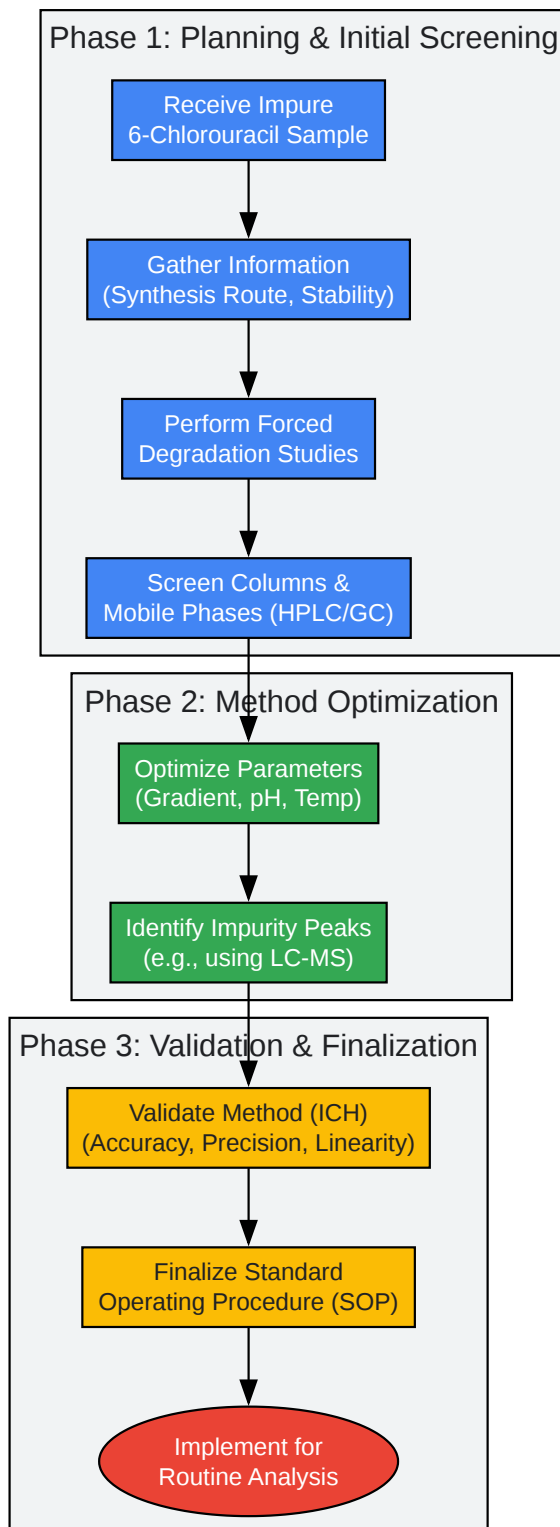 Phase 1: Planning & Initial Screening
Receive Impure
6-Chlorouracil Sample
Gather Information
(Synthesis Route, Stability)
Perform Forced
Degradation Studies
Screen Columns &
Mobile Phases (HPLC/GC)
Phase 2: Method Optimization
Optimize Parameters
(Gradient, pH, Temp)
Identify Impurity Peaks
(e.g., using LC-MS)
Phase 3: Validation & Finalization
Validate Method (ICH)
(Accuracy, Precision, Linearity)
Finalize Standard
Operating Procedure (SOP)
Implement for
Routine Analysis